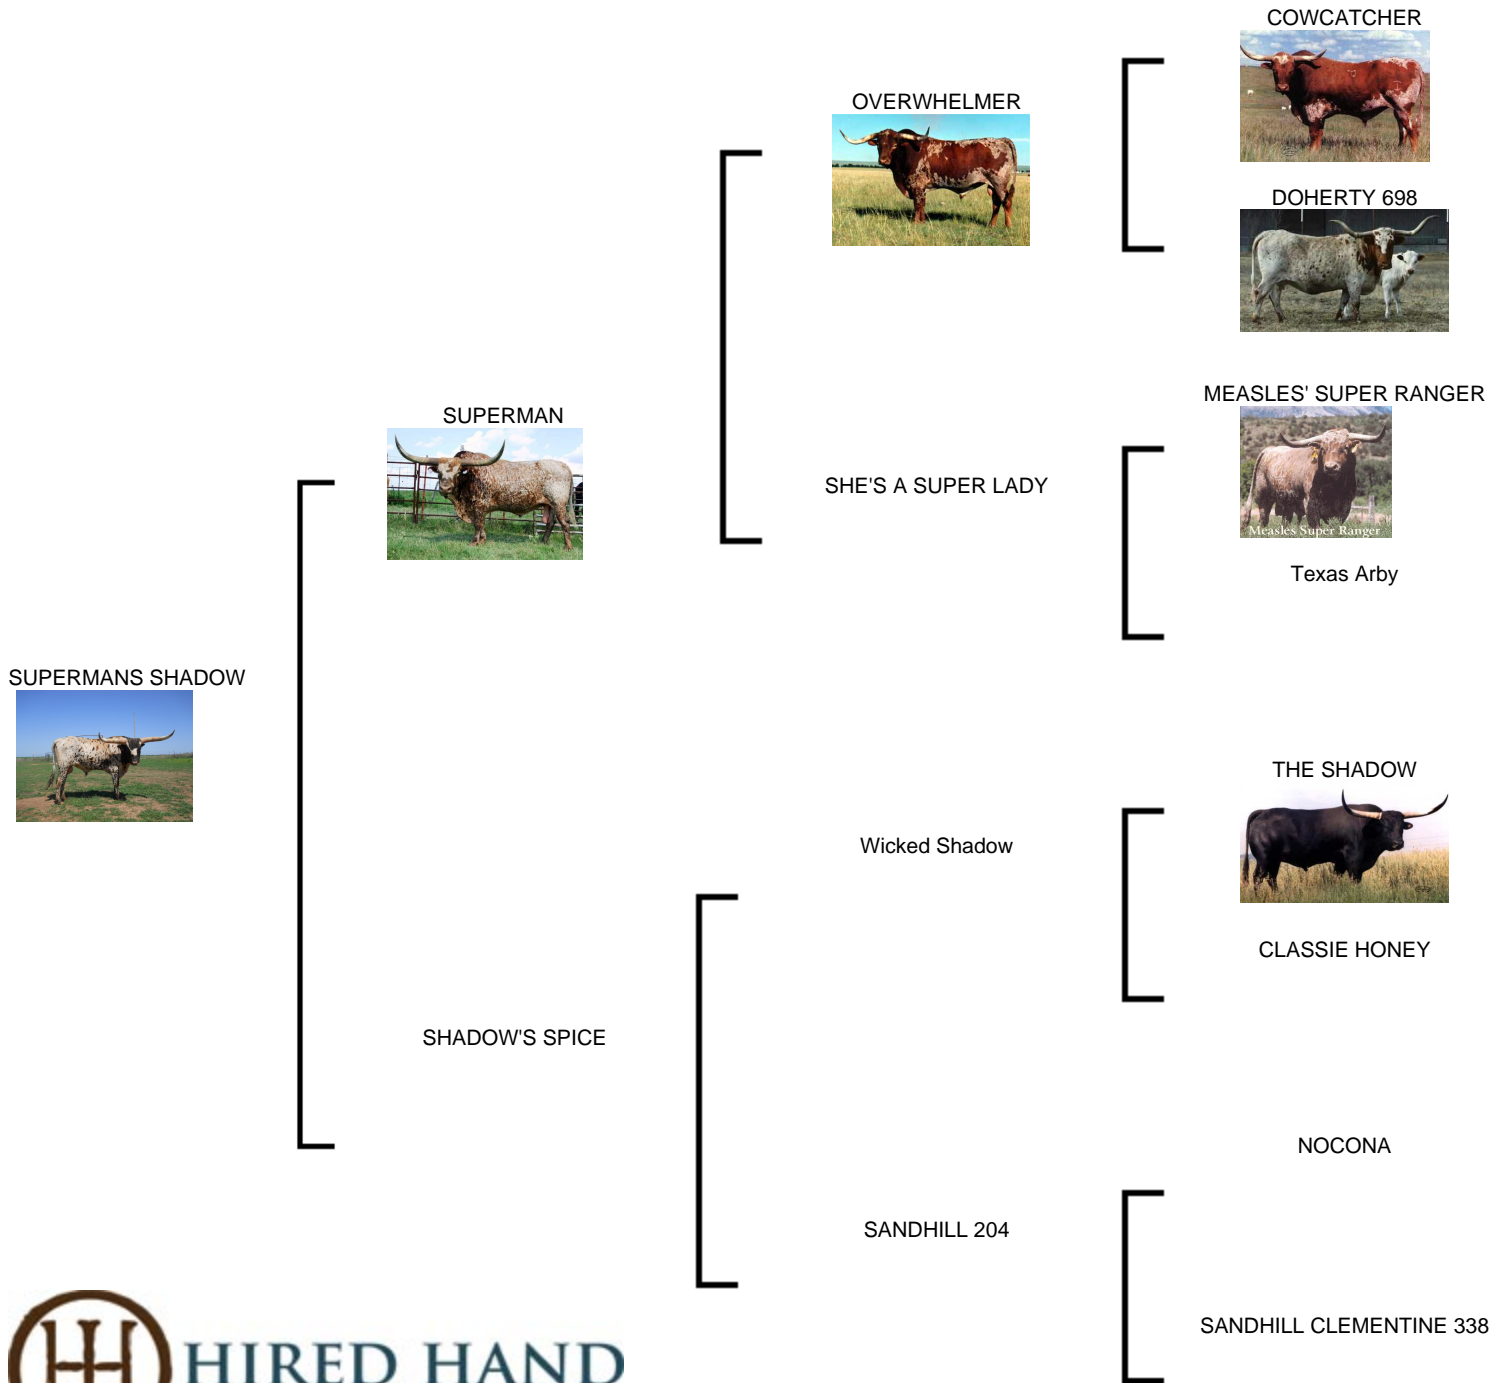 COWCATCHER
OVERWHELMER
DOHERTY 698
MEASLES' SUPER RANGER
SUPERMAN
SHE'S A SUPER LADY
Measles Super Ranger
Texas Arby
SUPERMANS SHADOW
THE SHADOW
Wicked Shadow
CLASSIE HONEY
SHADOW'S SPICE
NOCONA
SANDHILL 204
SANDHILL CLEMENTINE 338
HIRED HAND